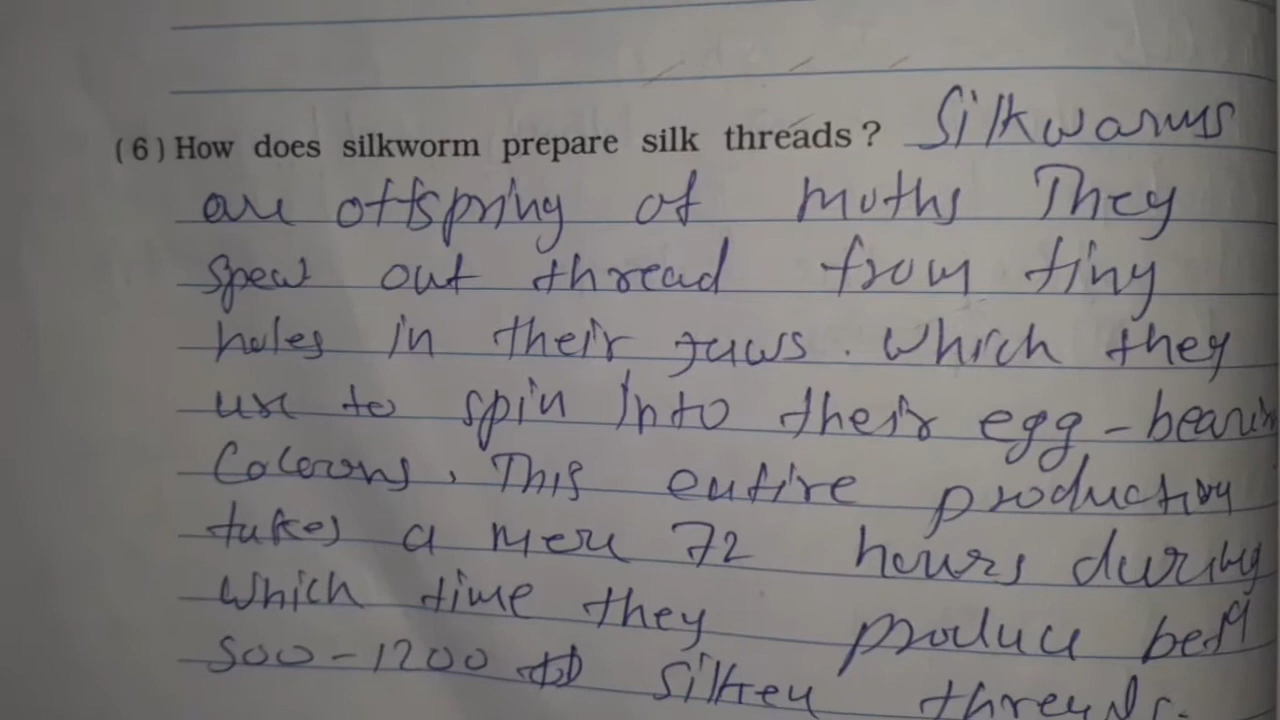 (6) How does silkworm prepare silk threads ? Silkworms
are offspring of moths They
spew out thread from tiny
holes in their jaws. which they
use to spin into their egg-bearin
This entire production
takes a mere 72 hours during
which time they produce
500-1200 silken threads.